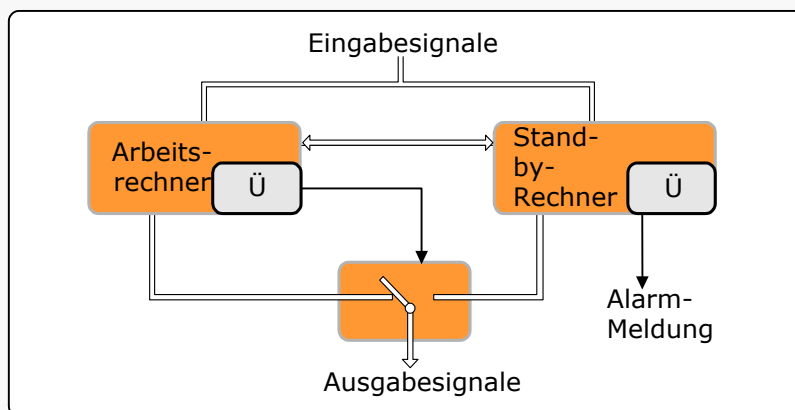 Eingabesignale
Arbeits-
rechner
Ü
Stand-
by-
Rechner
Ü
Alarm-
Meldung
Ausgabesignale